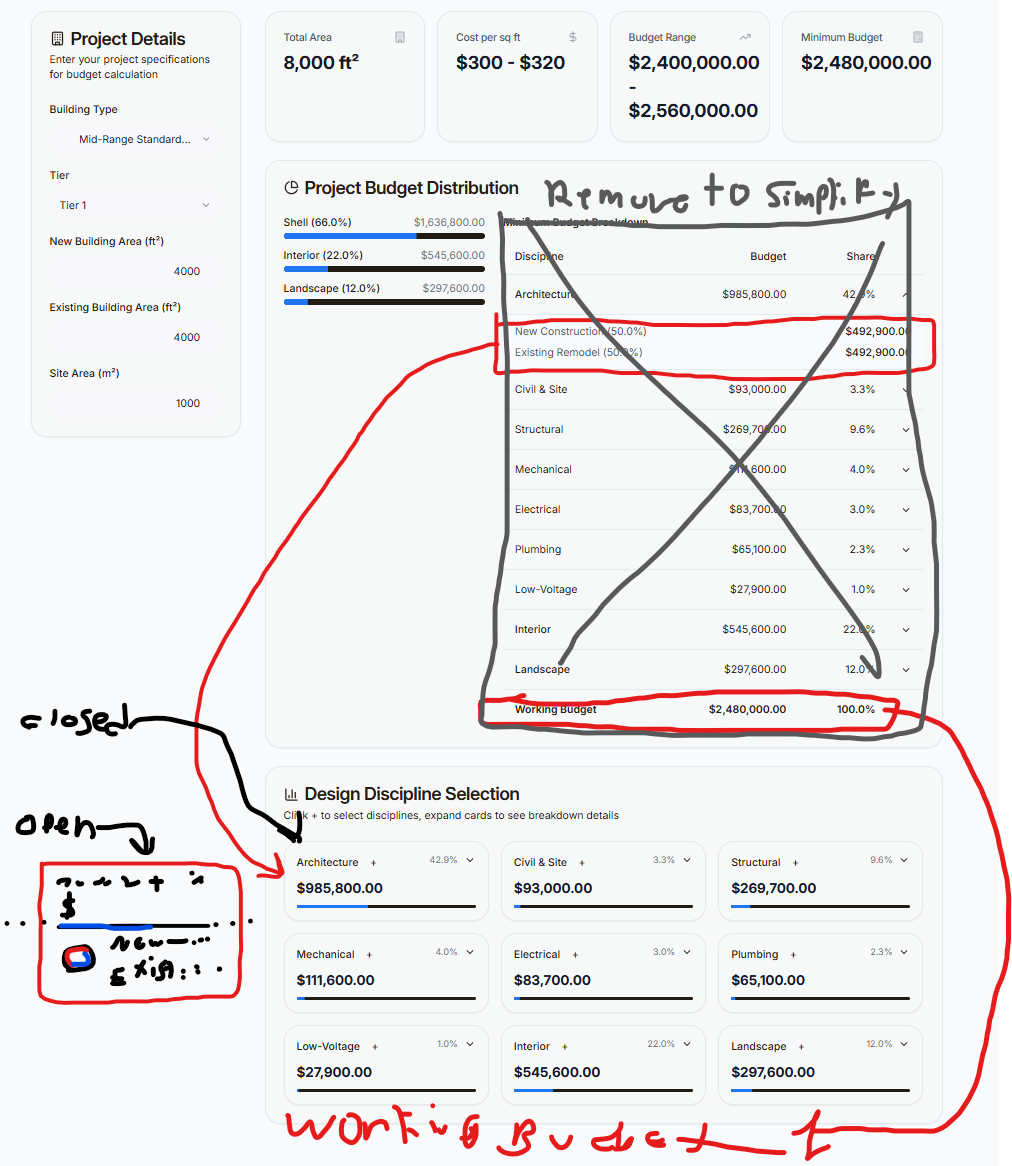 Project Details
Enter your project specifications
for budget calculation
Building Type
Mid-Range Standard...
Tier
Tier 1
New Building Area (ft²)
4000
Existing Building Area (ft²)
4000
Site Area (m²)
1000
Total Area
8,000 ft²
Cost per sq ft
$
$300 - $320
Budget Range
$2,400,000.00
-
$2,560,000.00
Minimum Budget
$2,480,000.00
Project Budget Distribution
Remove to simplify
Shell (66.0%) $1,636,800.00
Interior (22.0%) $545,600.00
Landscape (12.0%) $297,600.00
Minimum Budget Breakdown
Discipline Budget Share
Architecture $985,800.00 42.9%
New Construction (50.0%) $492,900.00
Existing Remodel (50.0%) $492,900.00
Civil & Site $93,000.00 3.3%
Structural $269,700.00 9.6%
Mechanical $111,600.00 4.0%
Electrical $83,700.00 3.0%
Plumbing $65,100.00 2.3%
Low-Voltage $27,900.00 1.0%
Interior $545,600.00 22.0%
Landscape $297,600.00 12.0%
Working Budget $2,480,000.00 100.0%
closed
open
$
New
Exist
Design Discipline Selection
Click + to select disciplines, expand cards to see breakdown details
Architecture + 42.9%
$985,800.00
Civil & Site + 3.3%
$93,000.00
Structural + 9.6%
$269,700.00
Mechanical + 4.0%
$111,600.00
Electrical + 3.0%
$83,700.00
Plumbing + 2.3%
$65,100.00
Low-Voltage + 1.0%
$27,900.00
Interior + 22.0%
$545,600.00
Landscape + 12.0%
$297,600.00
Working Budget